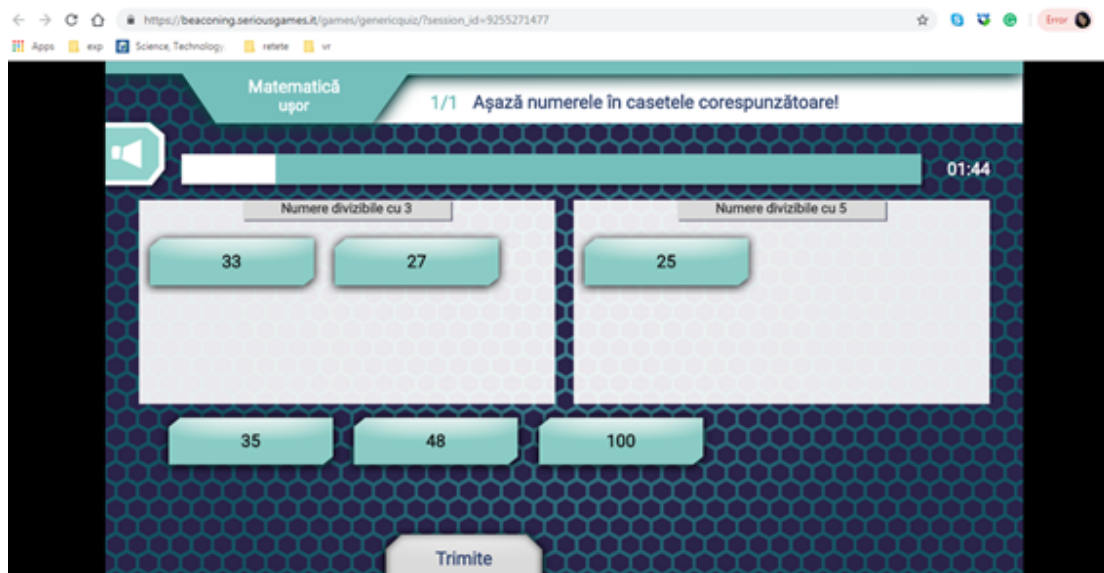 https://beaconing.seriousgames.it/games/genericquiz/?session_id=9255271477
Error
Apps
exp
Science, Technology
retete
vr
Matematică
ușor
1/1 Așază numerele în casetele corespunzătoare!
01:44
Numere divizibile cu 3
Numere divizibile cu 5
33
27
25
35
48
100
Trimite